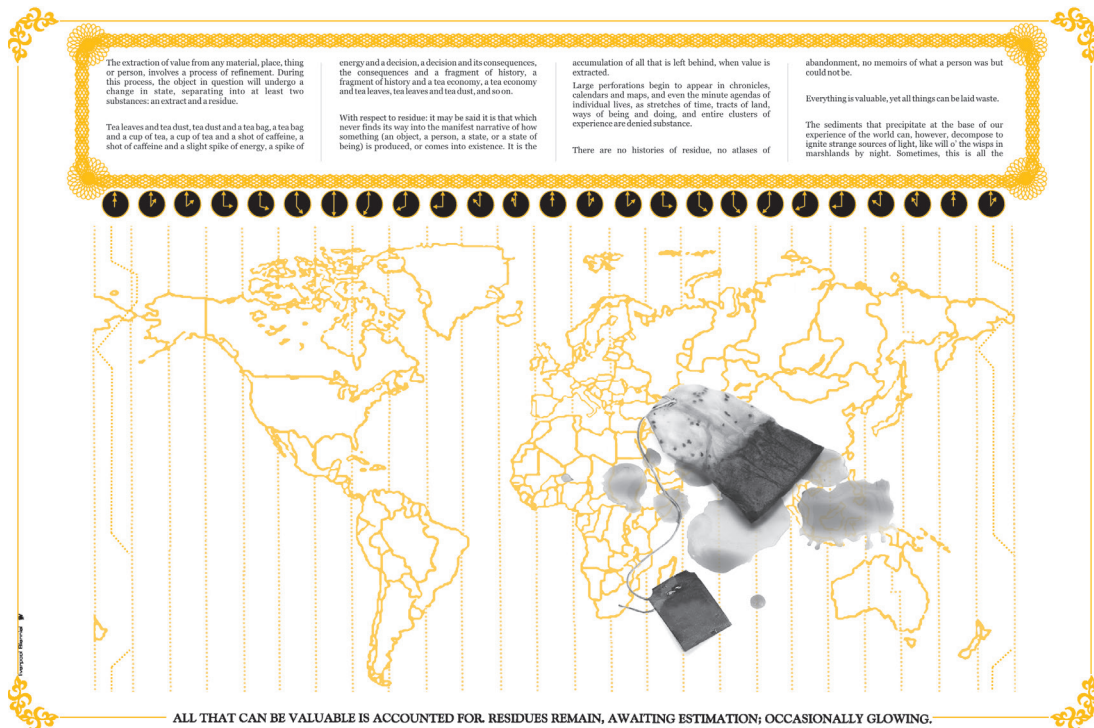 The extraction of value from any material, place, thing
or person, involves a process of refinement. During
this process, the object in question will undergo a
change in state, separating into at least two
substances: an extract and a residue.
Tea leaves and tea dust, tea dust and a tea bag, a tea bag
and a cup of tea, a cup of tea and a shot of caffeine, a
shot of caffeine and a slight spike of energy, a spike of
energy and a decision, a decision and its consequences,
the consequences and a fragment of history, a
fragment of history and a tea economy, a tea economy
and tea leaves, tea leaves and tea dust, and so on.
With respect to residue: it may be said it is that which
never finds its way into the manifest narrative of how
something (an object, a person, a state, or a state of
being) is produced, or comes into existence. It is the
accumulation of all that is left behind, when value is
extracted.
Large perforations begin to appear in chronicles,
calendars and maps, and even the minute agendas of
individual lives, as stretches of time, tracts of land,
ways of being and doing, and entire clusters of
experience are denied substance.
There are no histories of residue, no atlases of
abandonment, no memoirs of what a person was but
could not be.
Everything is valuable, yet all things can be laid waste.
The sediments that precipitate at the base of our
experience of the world can, however, decompose to
ignite strange sources of light, like will o' the wisps in
marshlands by night. Sometimes, this is all the
Liverpool Biennial
ALL THAT CAN BE VALUABLE IS ACCOUNTED FOR. RESIDUES REMAIN, AWAITING ESTIMATION; OCCASIONALLY GLOWING.